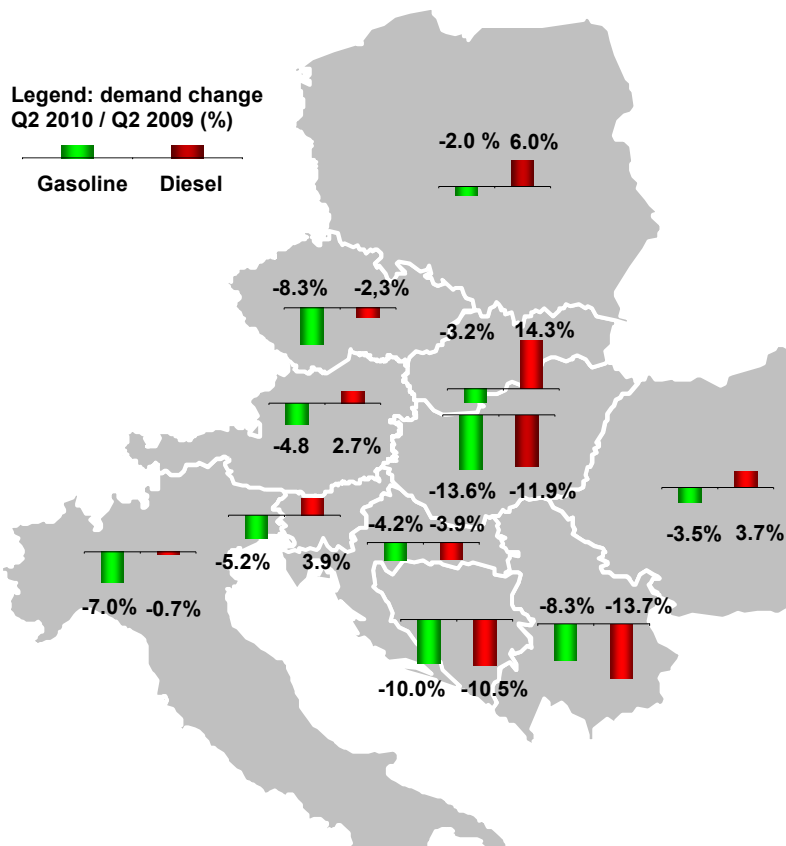 Legend: demand change
Q2 2010 / Q2 2009 (%)
Gasoline Diesel
-2.0 % 6.0%
-8.3% -2,3%
-3.2% 14.3%
-4.8 2.7%
-13.6% -11.9%
-3.5% 3.7%
-4.2% -3.9%
-5.2% 3.9%
-7.0% -0.7%
-8.3% -13.7%
-10.0% -10.5%